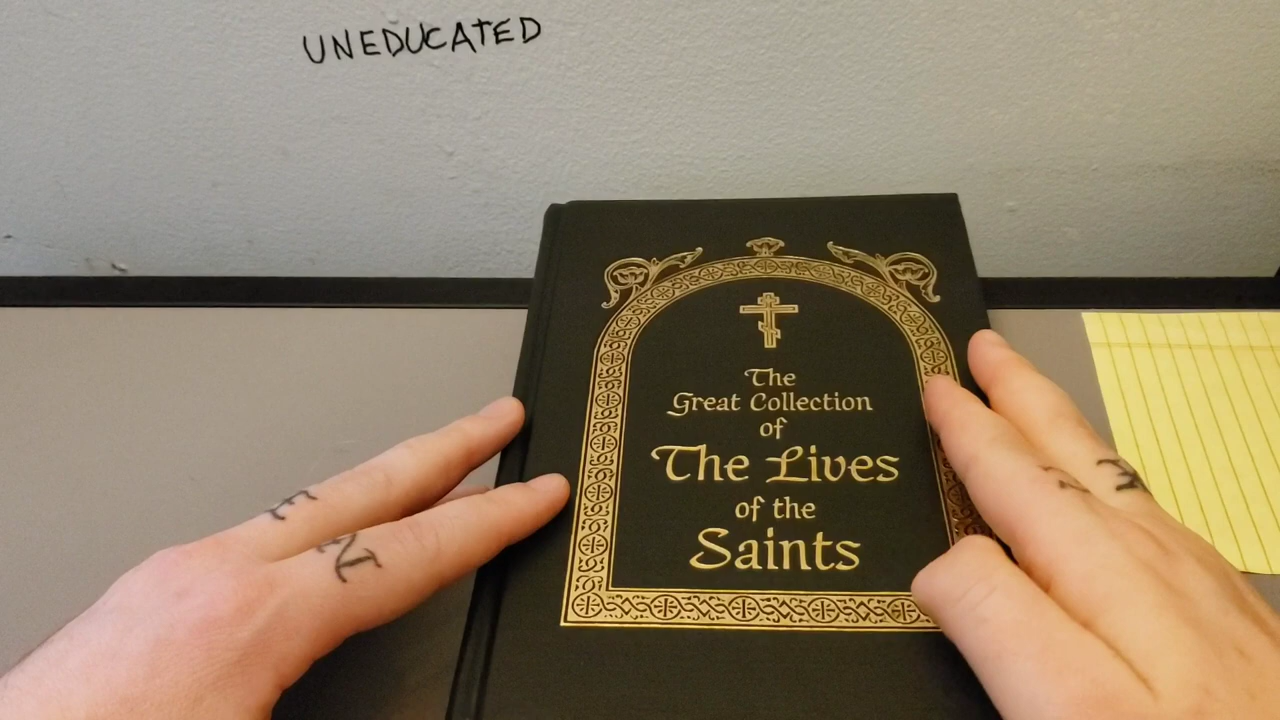 UNEDUCATED
The
Great Collection
of
The Lives
of the
Saints
E
N